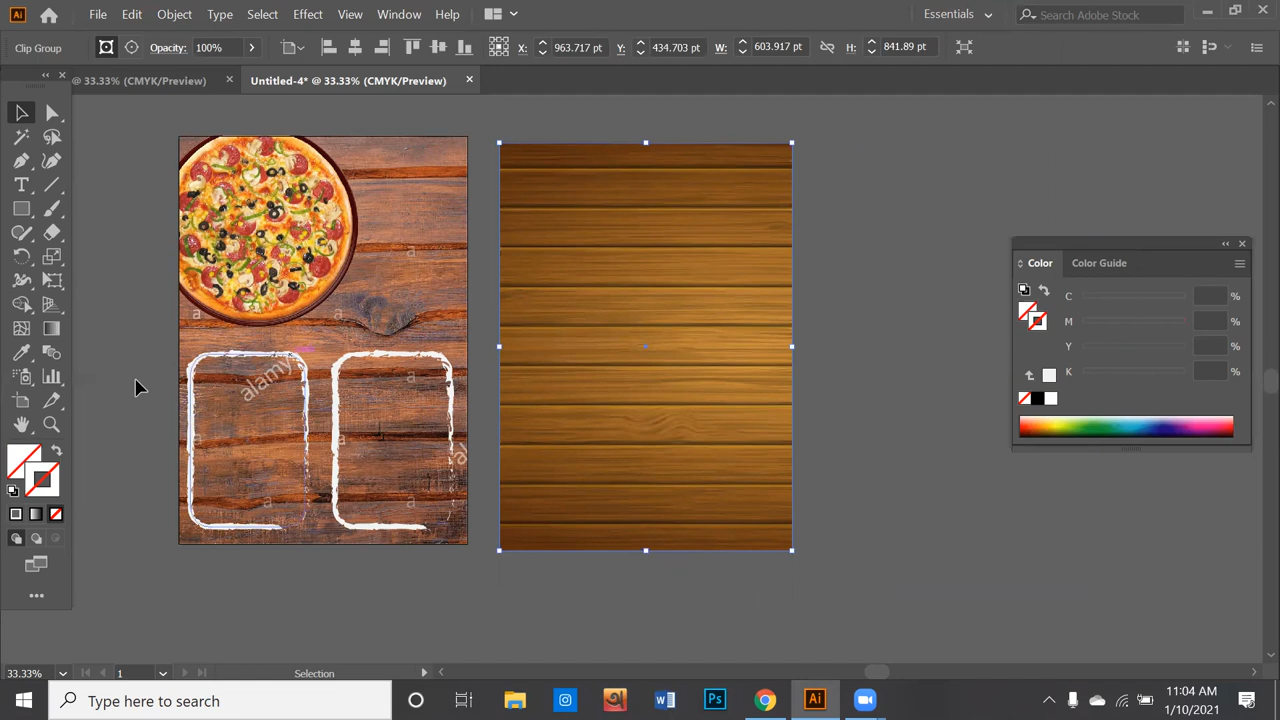 Ai File Edit Object Type Select Effect View Window Help Essentials Search Adobe Stock
Clip Group Opacity: 100% X: 963.717 pt Y: 434.703 pt W: 603.917 pt H: 841.89 pt
@ 33.33% (CMYK/Preview) × Untitled-4* @ 33.33% (CMYK/Preview) ×
Color Color Guide
C %
M %
Y %
K %
a
a a
alamy
a
a a
a
a a
33.33% 1 Selection
Type here to search W Ps Ai
11:04 AM
1/10/2021